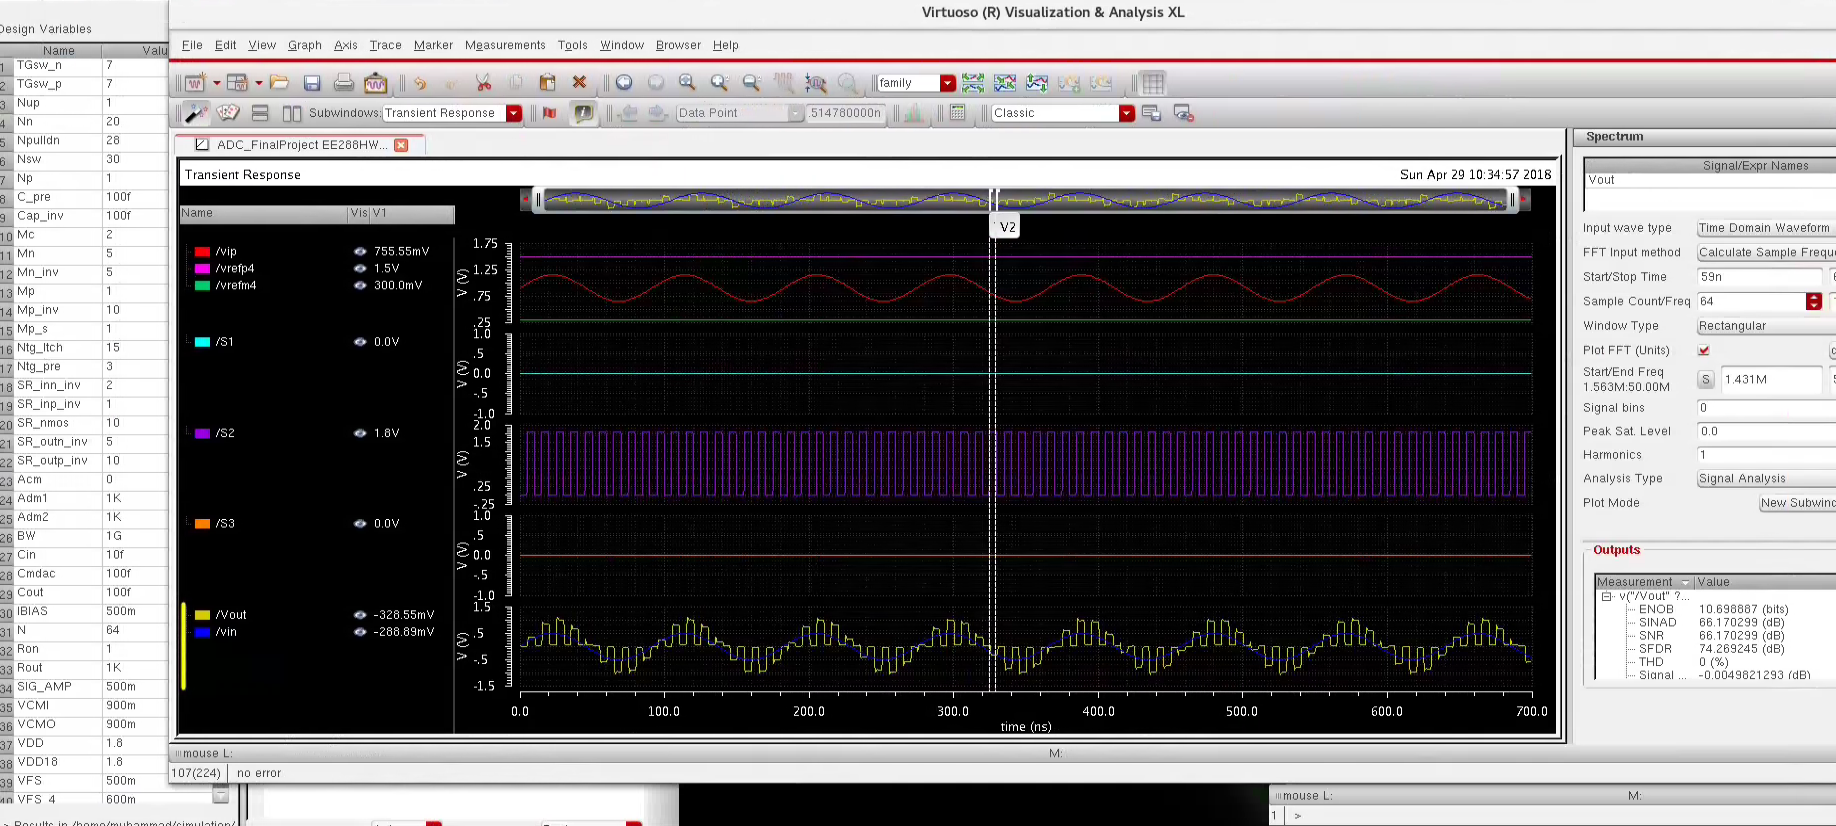 Virtuoso (R) Visualization & Analysis XL
Design Variables
Name Valu
1 TGsw_n 7
2 TGsw_p 7
3 Nup 1
4 Nn 20
5 Npulldn 28
6 Nsw 30
7 Np 1
8 C_pre 100f
9 Cap_inv 100f
10 Mc 2
11 Mn 5
12 Mn_inv 5
13 Mp 1
14 Mp_inv 10
15 Mp_s 1
16 Ntg_ltch 15
17 Ntg_pre 3
18 SR_inn_inv 2
19 SR_inp_inv 1
20 SR_nmos 10
21 SR_outn_inv 5
22 SR_outp_inv 10
23 Acm 0
24 Adm1 1K
25 Adm2 1K
26 BW 1G
27 Cin 10f
28 Cmdac 100f
29 Cout 100f
30 IBIAS 500m
31 N 64
32 Ron 1
33 Rout 1K
34 SIG_AMP 500m
35 VCMI 900m
36 VCMO 900m
37 VDD 1.8
38 VDD18 1.8
39 VFS 500m
40 VFS_4 600m
> Results in /home/muhammad/simulation/
File Edit View Graph Axis Trace Marker Measurements Tools Window Browser Help
family
Subwindows: Transient Response Data Point .514780000n Classic
ADC_FinalProject EE288HW...
Transient Response Sun Apr 29 10:34:57 2018
Name Vis V1
V2
/vip 755.55mV
/vrefp4 1.5V
/vrefm4 300.0mV
V (V) 1.75 1.25 .75 .25
/S1 0.0V
V (V) 1.0 .5 0.0 -.5 -1.0
/S2 1.8V
V (V) 2.0 1.5 .25 -.25
/S3 0.0V
V (V) 1.0 .5 0.0 -.5 -1.0
/Vout -328.55mV
/vin -288.89mV
V (V) 1.5 .5 -.5 -1.5
0.0 100.0 200.0 300.0 400.0 500.0 600.0 700.0
time (ns)
mouse L: M:
107(224) no error
Spectrum
Signal/Expr Names
Vout
Input wave type Time Domain Waveform
FFT Input method Calculate Sample Freque
Start/Stop Time 59n
Sample Count/Freq 64
Window Type Rectangular
Plot FFT (Units)
Start/End Freq
1.563M:50.00M S 1.431M
Signal bins 0
Peak Sat. Level 0.0
Harmonics 1
Analysis Type Signal Analysis
Plot Mode New Subwind
Outputs
Measurement Value
v("/Vout" ?...
ENOB 10.698887 (bits)
SINAD 66.170299 (dB)
SNR 66.170299 (dB)
SFDR 74.269245 (dB)
THD 0 (%)
Signal ... -0.0049821293 (dB)
mouse L: M:
1 >